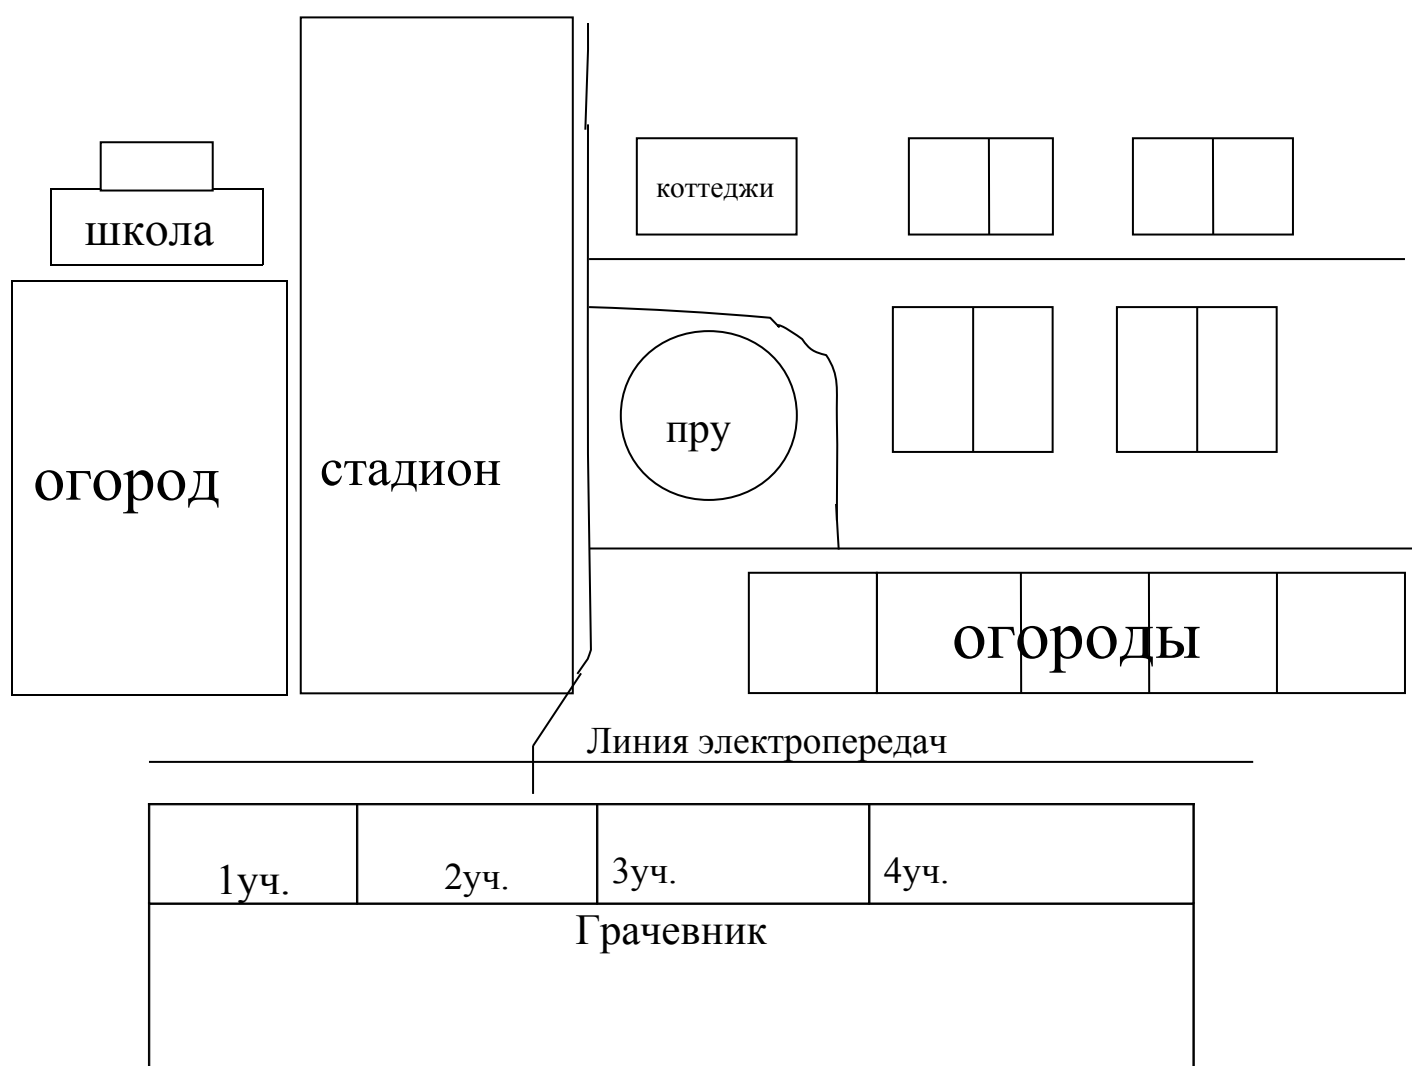 коттеджи
школа
пру
стадион
огород
огороды
Линия электропередач
1уч.
2уч.
3уч.
4уч.
Грачевник